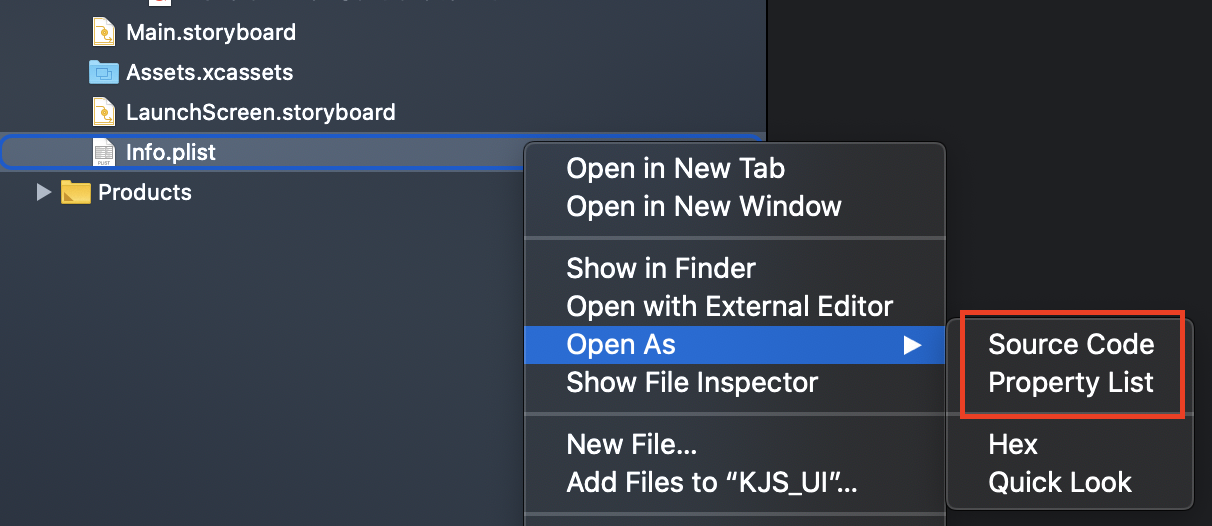 Main.storyboard
Assets.xcassets
LaunchScreen.storyboard
Info.plist
Products
Open in New Tab
Open in New Window
Show in Finder
Open with External Editor
Open As
Show File Inspector
New File...
Add Files to “KJS_UI”...
Source Code
Property List
Hex
Quick Look